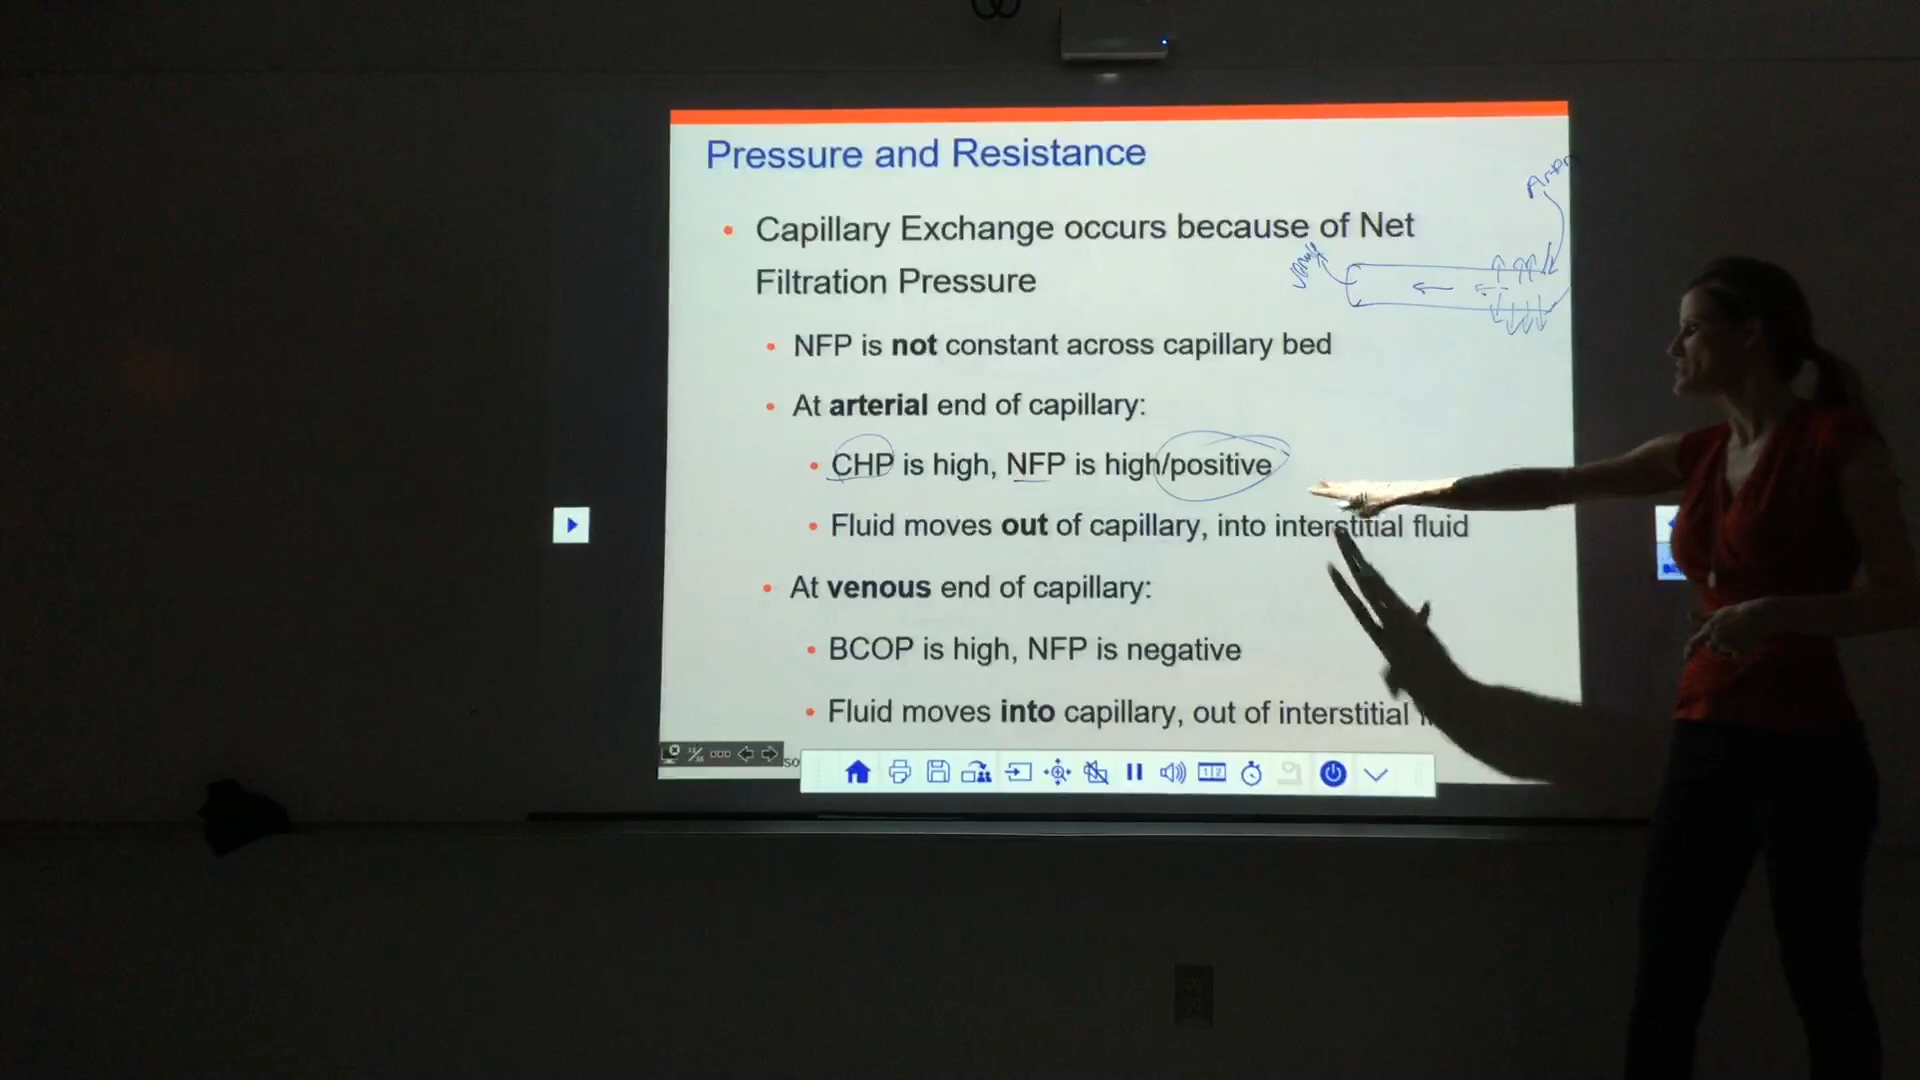 Pressure and Resistance
• Capillary Exchange occurs because of Net
Filtration Pressure
• NFP is not constant across capillary bed
• At arterial end of capillary:
• CHP is high, NFP is high/positive
• Fluid moves out of capillary, into interstitial fluid
• At venous end of capillary:
• BCOP is high, NFP is negative
• Fluid moves into capillary, out of interstitial